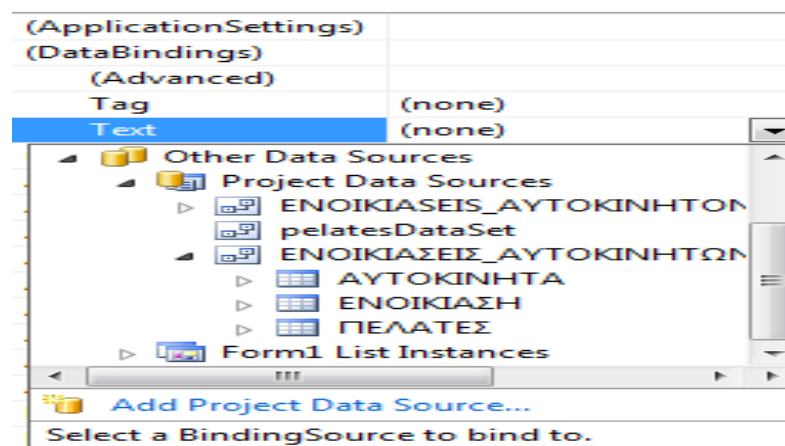 (ApplicationSettings)
(DataBindings)
(Advanced)
Tag (none)
Text (none)
Other Data Sources
Project Data Sources
ENOIKIASEIS_AYTOKINHTON
pelatesDataSet
ΕΝΟΙΚΙΑΣΕΙΣ_ΑΥΤΟΚΙΝΗΤΩΝ
ΑΥΤΟΚΙΝΗΤΑ
ΕΝΟΙΚΙΑΣΗ
ΠΕΛΑΤΕΣ
Form1 List Instances
Add Project Data Source...
Select a BindingSource to bind to.